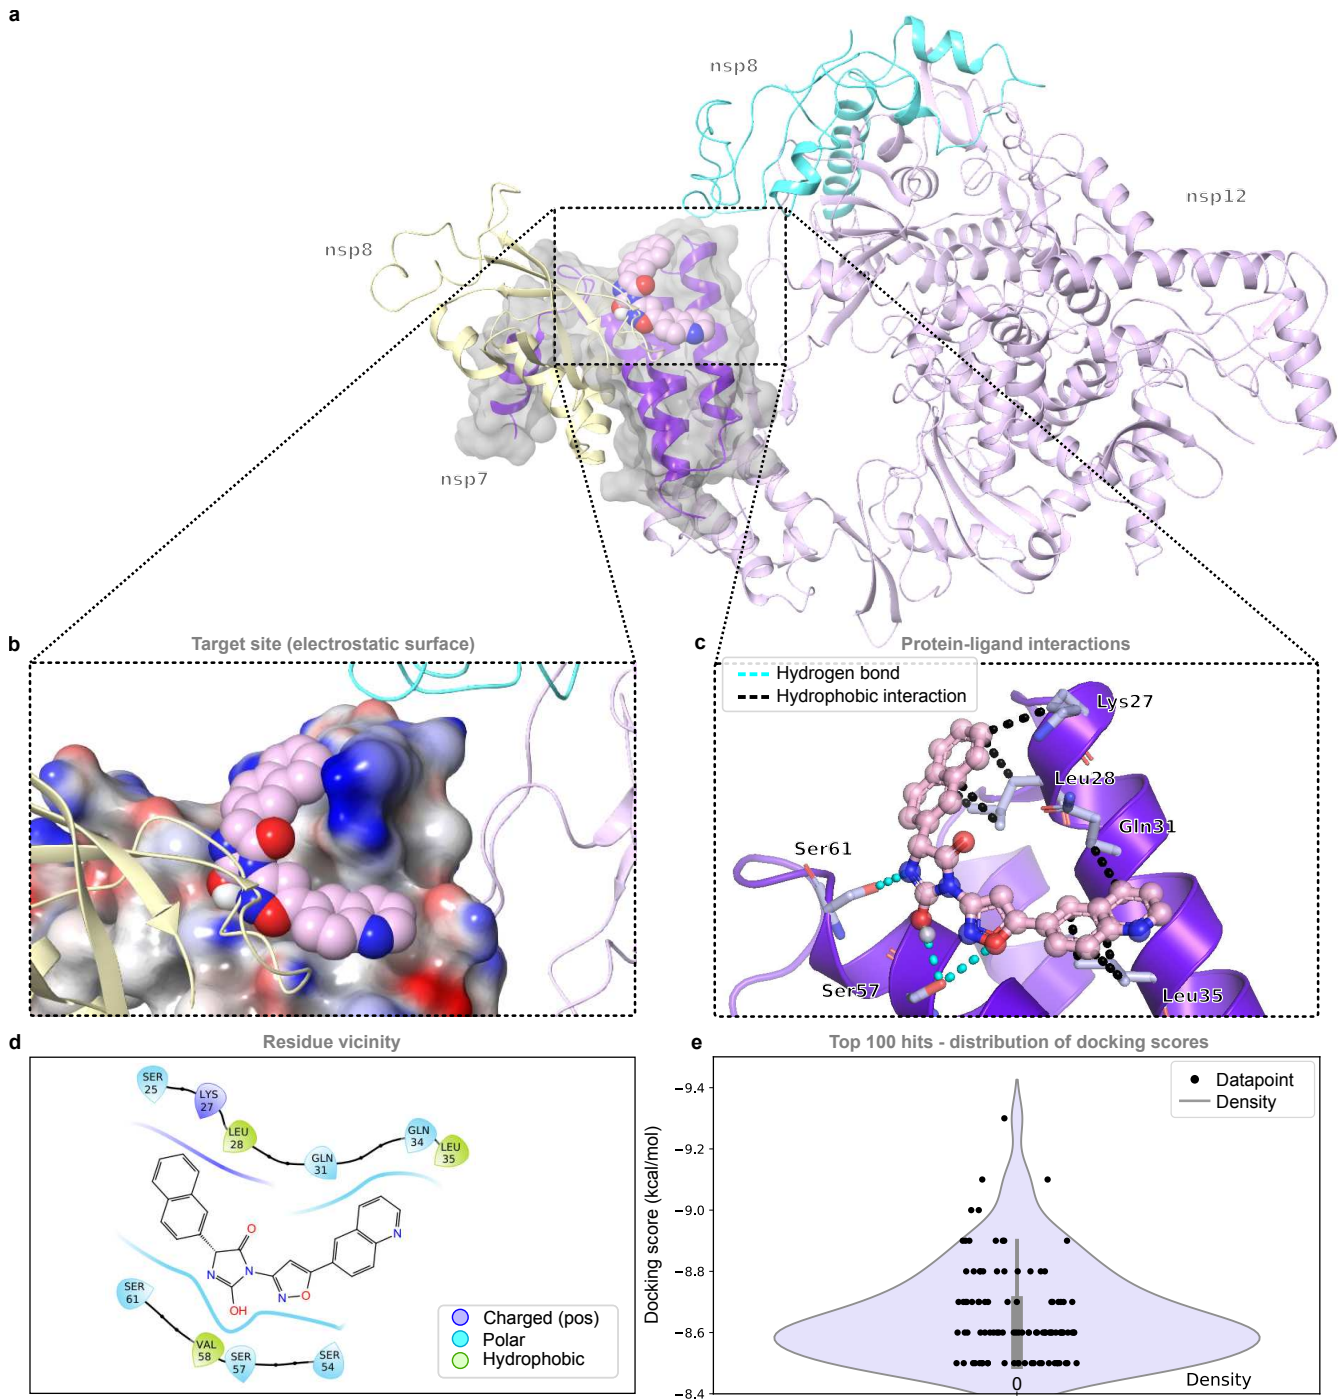 a
nsp8
nsp12
nsp8
nsp7
b
Target site (electrostatic surface)
c
Protein-ligand interactions
Hydrogen bond
Hydrophobic interaction
Lys27
Leu28
Gln31
Ser61
Ser57
Leu35
d
Residue vicinity
SER
25
LYS
27
LEU
28
GLN
31
GLN
34
LEU
35
O
N
N
N
OH
N
O
SER
61
VAL
58
SER
57
SER
54
Charged (pos)
Polar
Hydrophobic
e
Top 100 hits - distribution of docking scores
Docking score (kcal/mol)
−9.4
−9.2
−9.0
−8.8
−8.6
−8.4
Datapoint
Density
0
Density